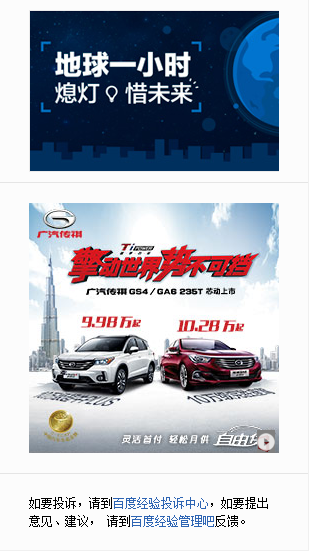 地球一小时
熄灯 惜未来
广汽传祺
Ti POWER
擎动世界 势不可挡
广汽传祺 GS4 / GA6 235T 芯动上市
9.98万起
10.28万起
灵活首付 轻松月供
如要投诉，请到百度经验投诉中心，如要提出
意见、建议， 请到百度经验管理吧反馈。